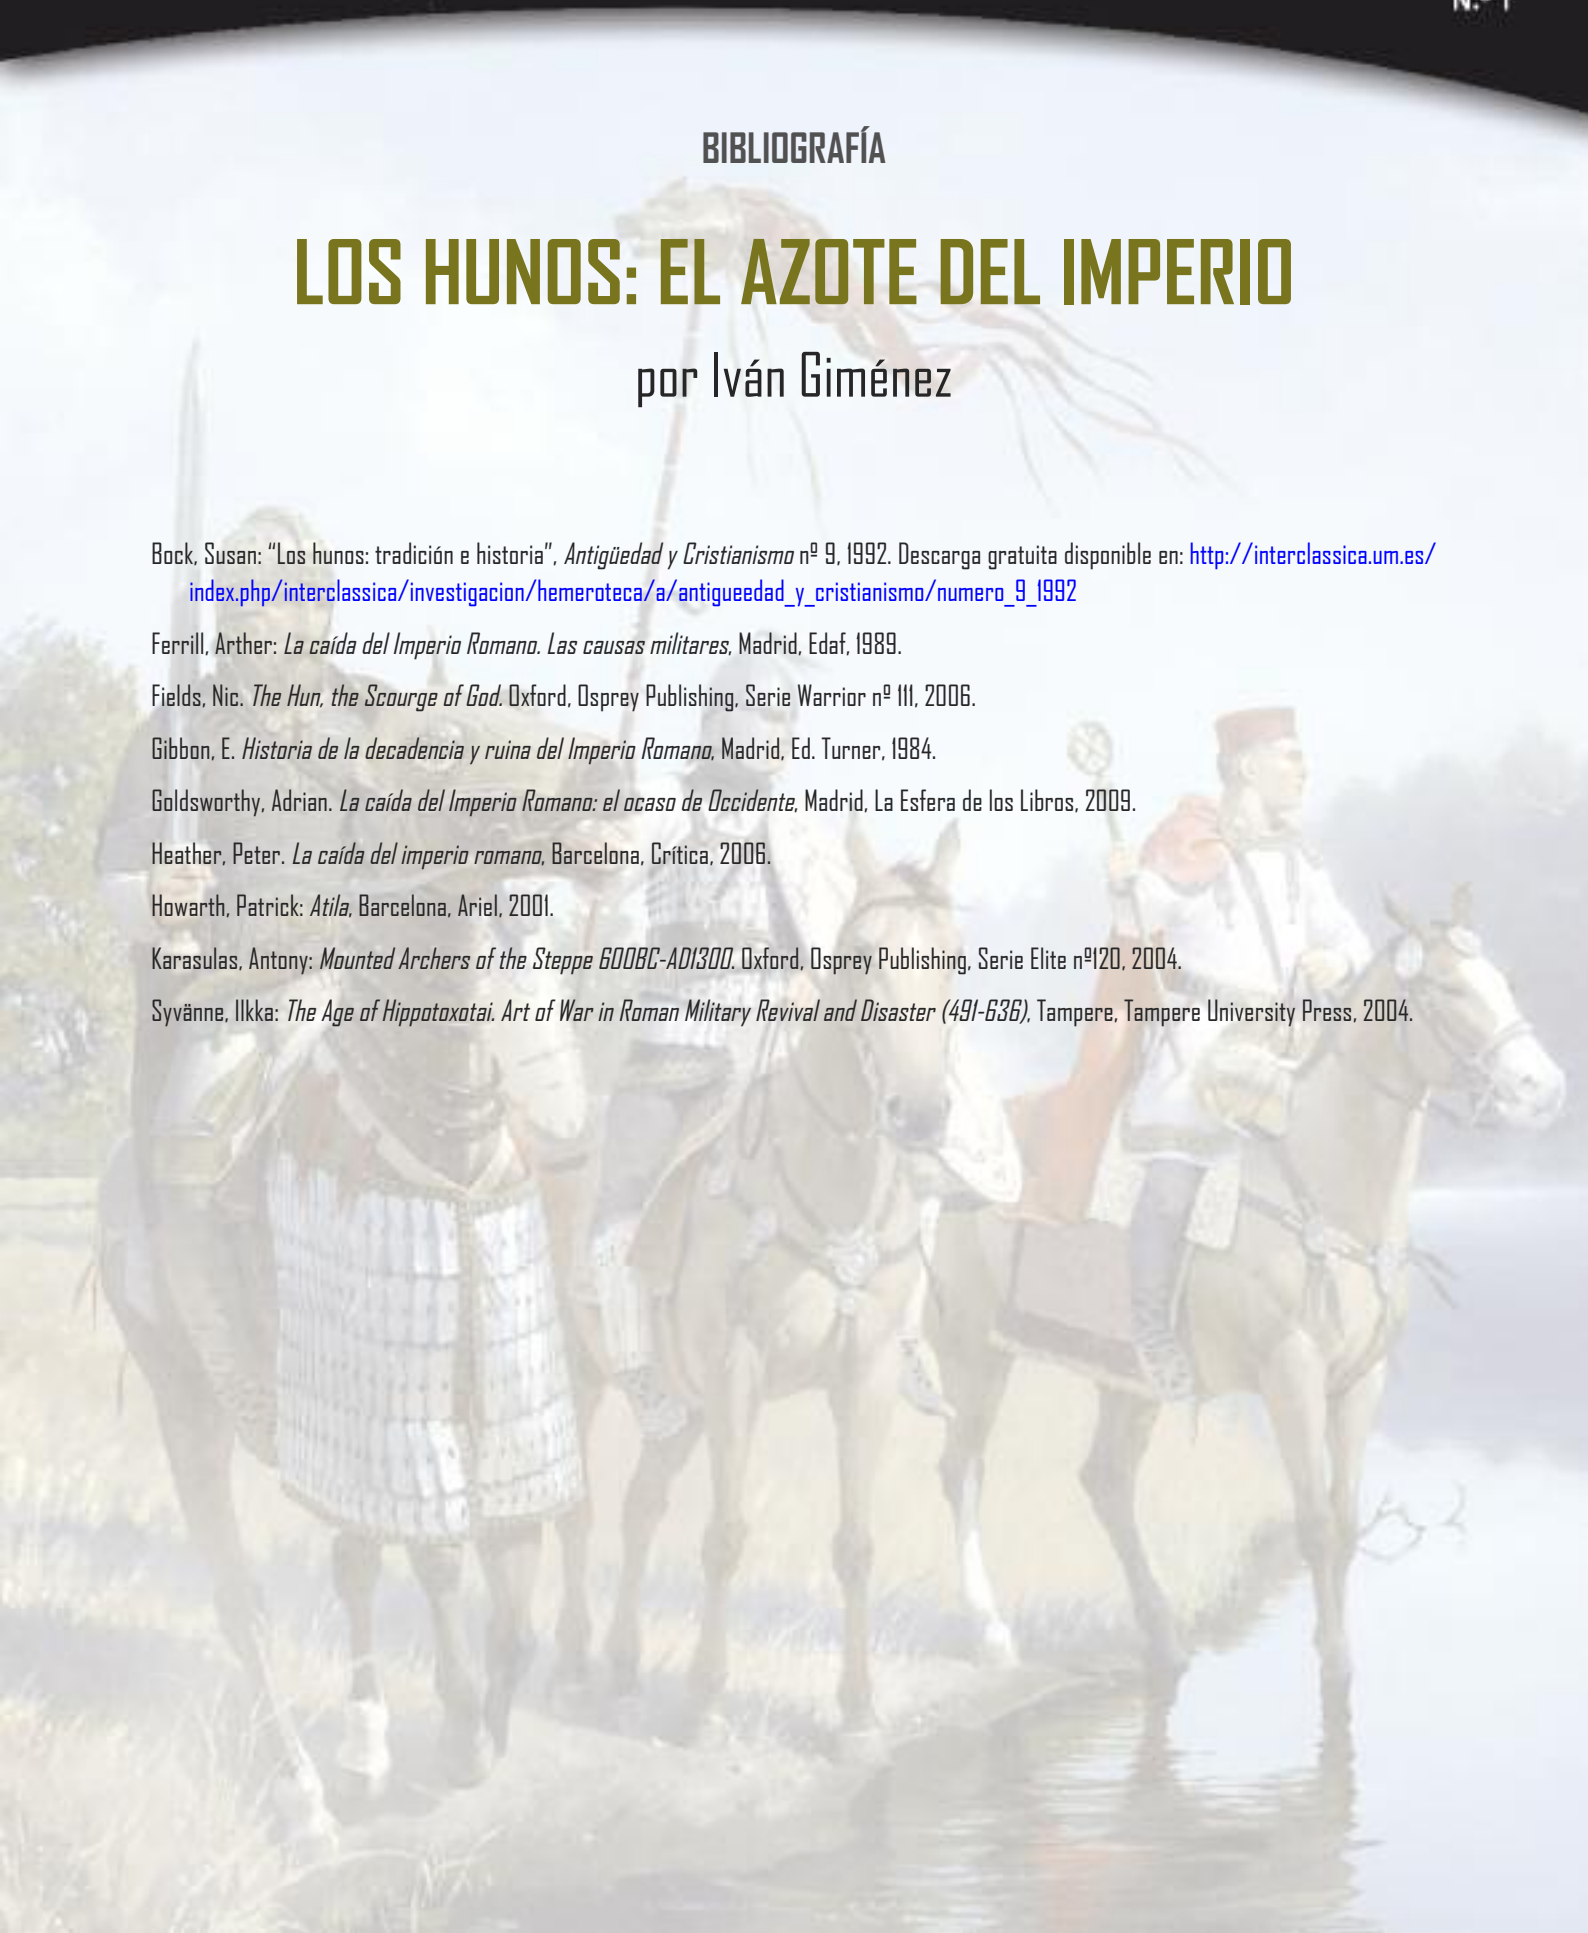 N.º 1
BIBLIOGRAFÍA
LOS HUNOS: EL AZOTE DEL IMPERIO
por Iván Giménez
Bock, Susan: “Los hunos: tradición e historia”, Antigüedad y Cristianismo nº 9, 1992. Descarga gratuita disponible en: http://interclassica.um.es/
index.php/interclassica/investigacion/hemeroteca/a/antigueedad_y_cristianismo/numero_9_1992
Ferrill, Arther: La caída del Imperio Romano. Las causas militares, Madrid, Edaf, 1989.
Fields, Nic. The Hun, the Scourge of God. Oxford, Osprey Publishing, Serie Warrior nº 111, 2006.
Gibbon, E. Historia de la decadencia y ruina del Imperio Romano, Madrid, Ed. Turner, 1984.
Goldsworthy, Adrian. La caída del Imperio Romano: el ocaso de Occidente, Madrid, La Esfera de los Libros, 2009.
Heather, Peter. La caída del imperio romano, Barcelona, Crítica, 2006.
Howarth, Patrick: Atila, Barcelona, Ariel, 2001.
Karasulas, Antony: Mounted Archers of the Steppe 600BC-AD1300. Oxford, Osprey Publishing, Serie Elite nº120, 2004.
Syvänne, Ilkka: The Age of Hippotoxotai. Art of War in Roman Military Revival and Disaster (491-636), Tampere, Tampere University Press, 2004.